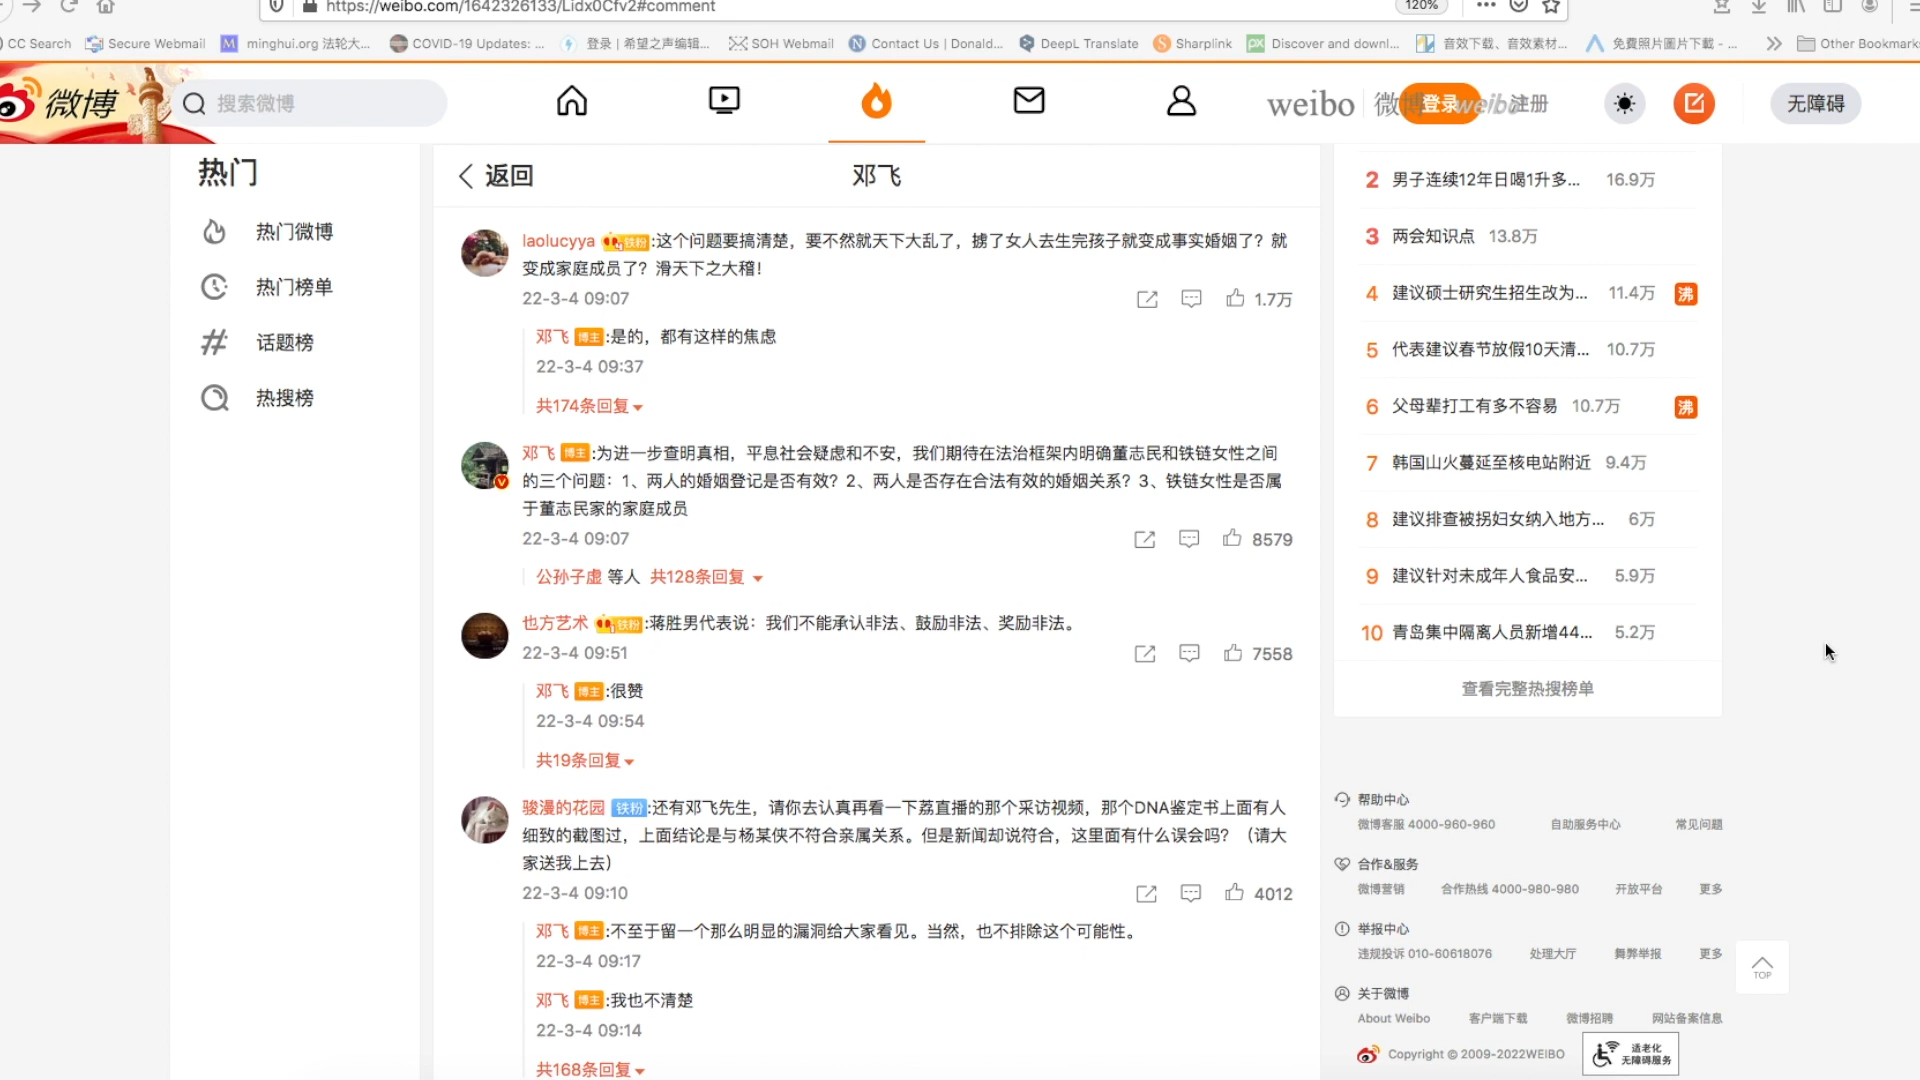 https://weibo.com/1642326133/Lidx0Cfv2#comment
120%
CC Search
Secure Webmail
minghui.org 法轮大...
COVID-19 Updates: ...
登录 | 希望之声编辑...
SOH Webmail
Contact Us | Donald...
DeepL Translate
Sharplink
Discover and downl...
音效下载、音效素材...
免費照片圖片下載 - ...
Other Bookmarks
微博
搜索微博
weibo
微博
登录
weibo
注册
无障碍
热门
热门微博
热门榜单
话题榜
热搜榜
返回
邓飞
laolucyya 铁粉:这个问题要搞清楚，要不然就天下大乱了，掳了女人去生完孩子就变成事实婚姻了？就
变成家庭成员了？滑天下之大稽！
22-3-4 09:07
1.7万
邓飞 博主:是的，都有这样的焦虑
22-3-4 09:37
共174条回复
邓飞 博主:为进一步查明真相，平息社会疑虑和不安，我们期待在法治框架内明确董志民和铁链女性之间
的三个问题：1、两人的婚姻登记是否有效？2、两人是否存在合法有效的婚姻关系？3、铁链女性是否属
于董志民家的家庭成员
22-3-4 09:07
8579
公孙子虚 等人 共128条回复
也方艺术 铁粉:蒋胜男代表说：我们不能承认非法、鼓励非法、奖励非法。
22-3-4 09:51
7558
邓飞 博主:很赞
22-3-4 09:54
共19条回复
骏漫的花园 铁粉:还有邓飞先生，请你去认真再看一下荔直播的那个采访视频，那个DNA鉴定书上面有人
细致的截图过，上面结论是与杨某侠不符合亲属关系。但是新闻却说符合，这里面有什么误会吗？（请大
家送我上去）
22-3-4 09:10
4012
邓飞 博主:不至于留一个那么明显的漏洞给大家看见。当然，也不排除这个可能性。
22-3-4 09:17
邓飞 博主:我也不清楚
22-3-4 09:14
共168条回复
2 男子连续12年日喝1升多... 16.9万
3 两会知识点 13.8万
4 建议硕士研究生招生改为... 11.4万 沸
5 代表建议春节放假10天清... 10.7万
6 父母辈打工有多不容易 10.7万 沸
7 韩国山火蔓延至核电站附近 9.4万
8 建议排查被拐妇女纳入地方... 6万
9 建议针对未成年人食品安... 5.9万
10 青岛集中隔离人员新增44... 5.2万
查看完整热搜榜单
帮助中心
微博客服 4000-960-960 自助服务中心 常见问题
合作&服务
微博营销 合作热线 4000-980-980 开放平台 更多
举报中心
违规投诉 010-60618076 处理大厅 舞弊举报 更多
关于微博
About Weibo 客户端下载 微博招聘 网站备案信息
Copyright © 2009-2022WEIBO
适老化
无障碍服务
TOP